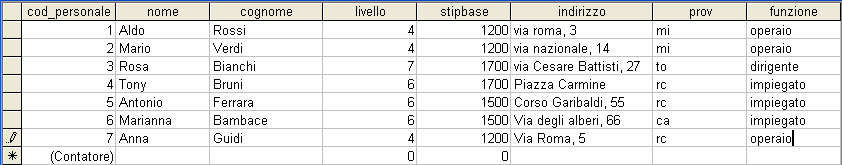 cod_personale nome cognome livello stipbase indirizzo prov funzione
1 Aldo Rossi 4 1200 via roma, 3 mi operaio
2 Mario Verdi 4 1200 via nazionale, 14 mi operaio
3 Rosa Bianchi 7 1700 via Cesare Battisti, 27 to dirigente
4 Tony Bruni 6 1700 Piazza Carmine rc impiegato
5 Antonio Ferrara 6 1500 Corso Garibaldi, 55 rc impiegato
6 Marianna Bambace 6 1500 Via degli alberi, 66 ca impiegato
7 Anna Guidi 4 1200 Via Roma, 5 rc operaio
(Contatore) 0 0